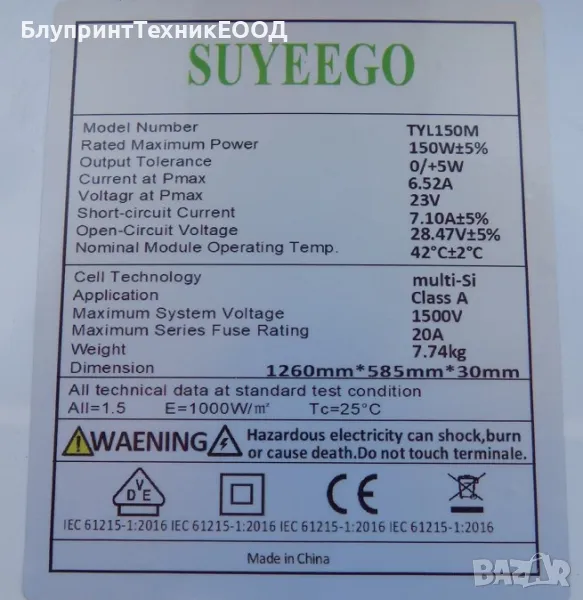 БлупринтТехникЕООД
SUYEEGO
Model Number TYL150M
Rated Maximum Power 150W±5%
Output Tolerance 0/+5W
Current at Pmax 6.52A
Voltagr at Pmax 23V
Short-circuit Current 7.10A±5%
Open-Circuit Voltage 28.47V±5%
Nominal Module Operating Temp. 42°C±2°C
Cell Technology multi-Si
Application Class A
Maximum System Voltage 1500V
Maximum Series Fuse Rating 20A
Weight 7.74kg
Dimension 1260mm*585mm*30mm
All technical data at standard test condition
All=1.5 E=1000W/㎡ Tc=25°C
WAENING Hazardous electricity can shock,burn
or cause death.Do not touch terminale.
DVE CE
IEC 61215-1:2016 IEC 61215-1:2016 IEC 61215-1:2016 IEC 61215-1:2016
Made in China
bazar